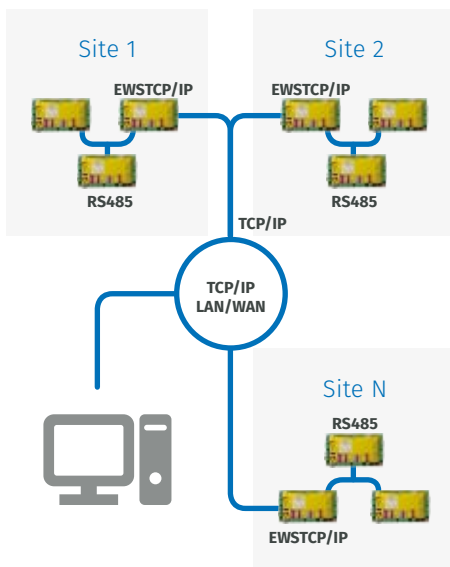 Site 1
EWSTCP/IP
RS485
Site 2
EWSTCP/IP
RS485
TCP/IP
TCP/IP
LAN/WAN
Site N
RS485
EWSTCP/IP